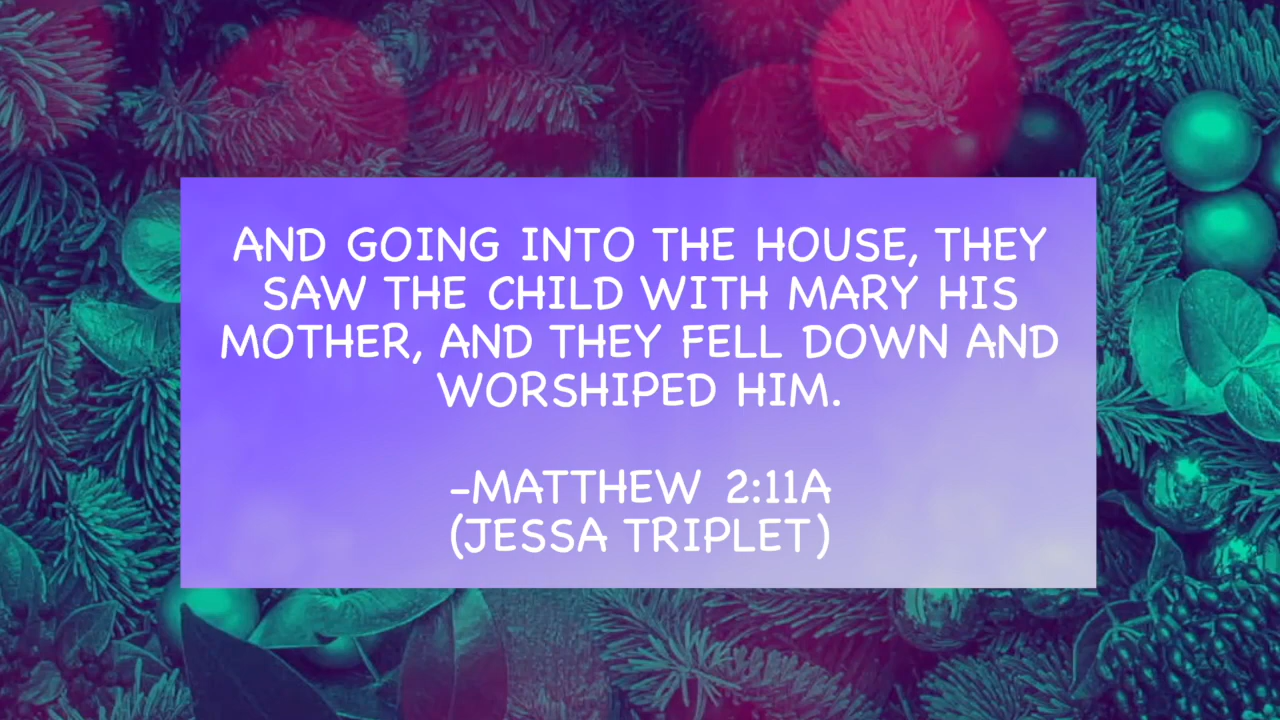 AND GOING INTO THE HOUSE, THEY
SAW THE CHILD WITH MARY HIS
MOTHER, AND THEY FELL DOWN AND
WORSHIPED HIM.
-MATTHEW 2:11A
(JESSA TRIPLET)